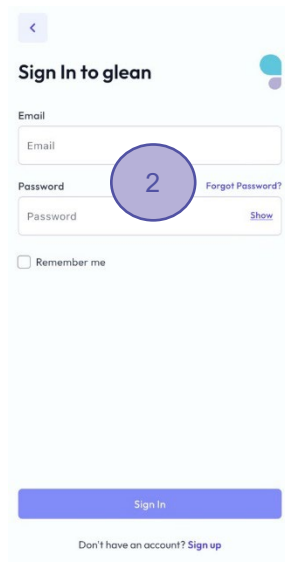 Sign In to glean
Email
Email
Password
2
Forgot Password?
Password
Show
Remember me
Sign In
Don't have an account? Sign up